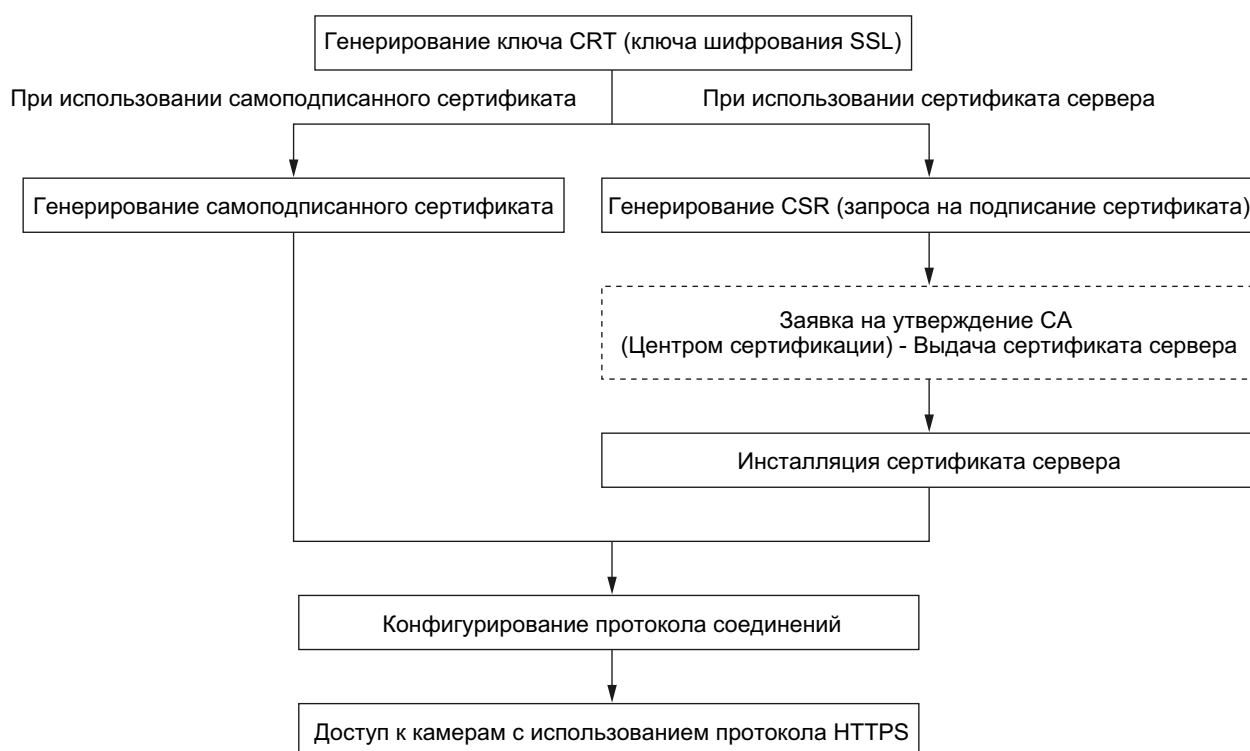 Генерирование ключа CRT (ключа шифрования SSL)
При использовании самоподписанного сертификата
При использовании сертификата сервера
Генерирование самоподписанного сертификата
Генерирование CSR (запроса на подписание сертификата)
Заявка на утверждение CA
(Центром сертификации) - Выдача сертификата сервера
Инсталляция сертификата сервера
Конфигурирование протокола соединений
Доступ к камерам с использованием протокола HTTPS